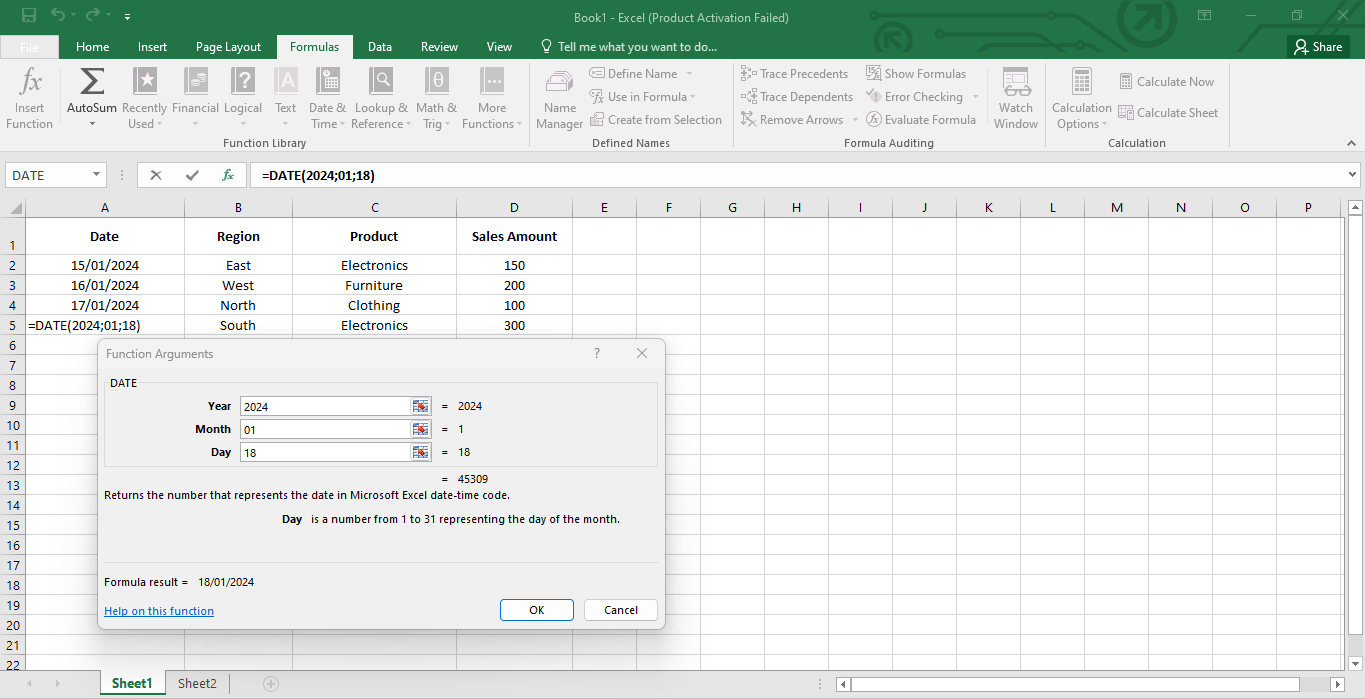 Book1 - Excel (Product Activation Failed)
File Home Insert Page Layout Formulas Data Review View Tell me what you want to do... Share
fx Insert Function
Σ AutoSum
Recently Used
Financial
Logical
Text
Date & Time
Lookup & Reference
Math & Trig
More Functions
Function Library
Name Manager
Define Name
Use in Formula
Create from Selection
Defined Names
Trace Precedents
Trace Dependents
Remove Arrows
Show Formulas
Error Checking
Evaluate Formula
Formula Auditing
Watch Window
Calculation Options
Calculate Now
Calculate Sheet
Calculation
DATE fx =DATE(2024;01;18)
A B C D E F G H I J K L M N O P
1 Date Region Product Sales Amount
2 15/01/2024 East Electronics 150
3 16/01/2024 West Furniture 200
4 17/01/2024 North Clothing 100
5 =DATE(2024;01;18) South Electronics 300
6
7
8
9
10
11
12
13
14
15
16
17
18
19
20
21
22
Function Arguments ?
DATE
Year 2024 = 2024
Month 01 = 1
Day 18 = 18
= 45309
Returns the number that represents the date in Microsoft Excel date-time code.
Day is a number from 1 to 31 representing the day of the month.
Formula result = 18/01/2024
Help on this function OK Cancel
Sheet1 Sheet2